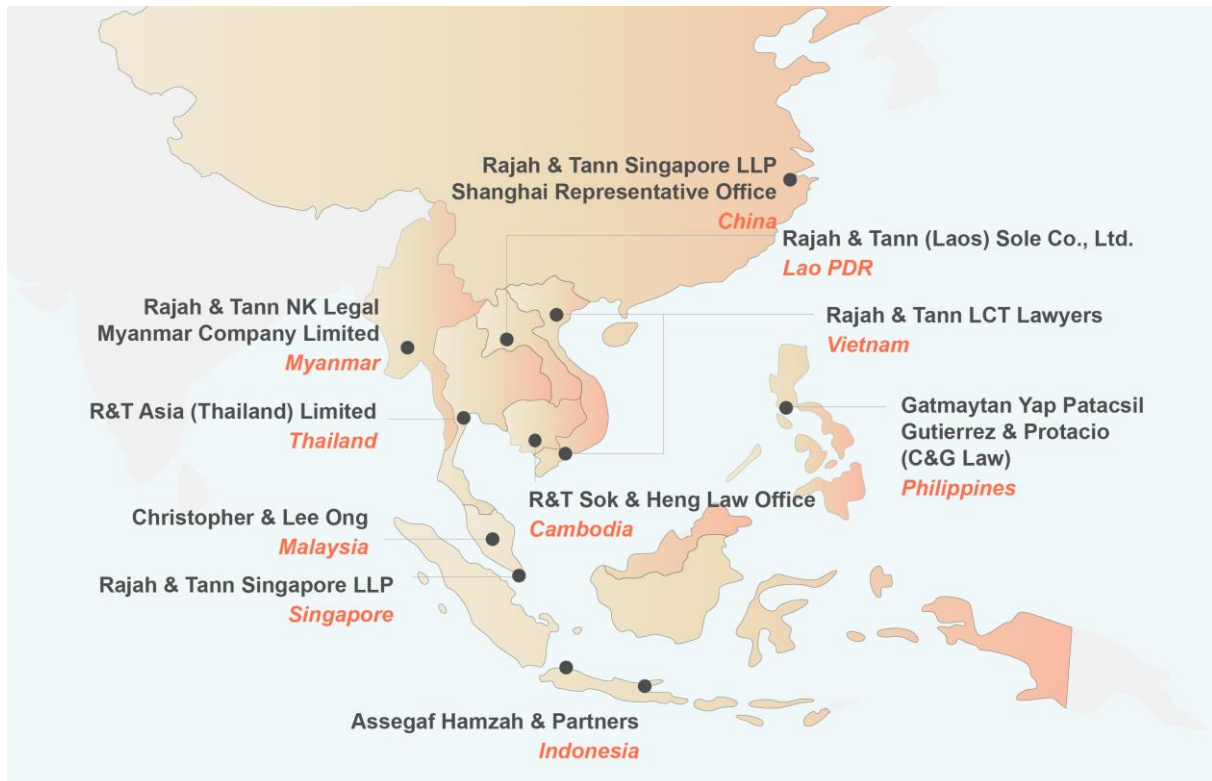 Rajah & Tann Singapore LLP
Shanghai Representative Office
China
Rajah & Tann (Laos) Sole Co., Ltd.
Lao PDR
Rajah & Tann NK Legal
Myanmar Company Limited
Myanmar
Rajah & Tann LCT Lawyers
Vietnam
R&T Asia (Thailand) Limited
Thailand
Gatmaytan Yap Patacsil
Gutierrez & Protacio
(C&G Law)
Philippines
R&T Sok & Heng Law Office
Cambodia
Christopher & Lee Ong
Malaysia
Rajah & Tann Singapore LLP
Singapore
Assegaf Hamzah & Partners
Indonesia